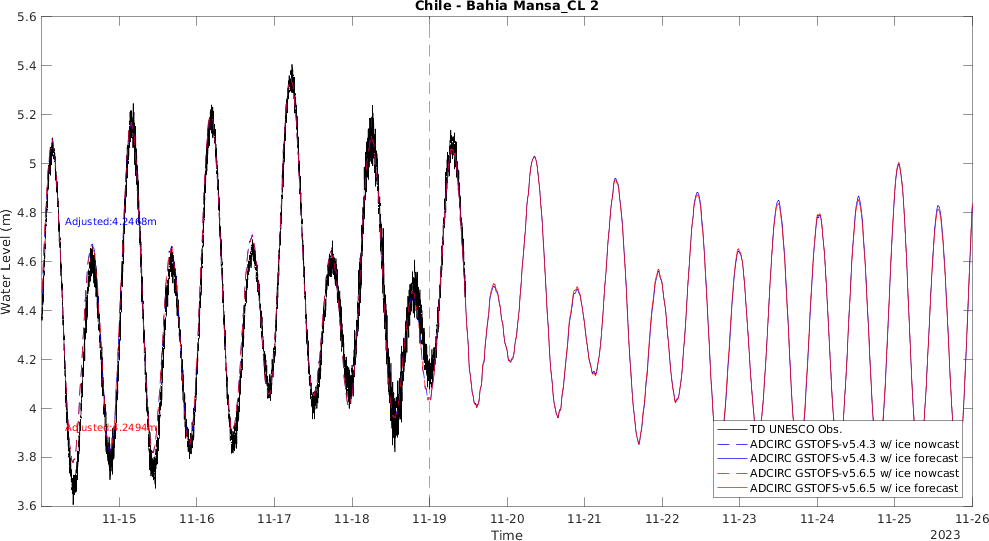 Chile - Bahia Mansa_CL 2
5.6
5.4
5.2
5
4.8
4.6
4.4
4.2
4
3.8
3.6
Water Level (m)
Adjusted:4.2468m
Adjusted:4.2494m
TD UNESCO Obs.
ADCIRC GSTOFS-v5.4.3 w/ ice nowcast
ADCIRC GSTOFS-v5.4.3 w/ ice forecast
ADCIRC GSTOFS-v5.6.5 w/ ice nowcast
ADCIRC GSTOFS-v5.6.5 w/ ice forecast
11-15 11-16 11-17 11-18 11-19 11-20 11-21 11-22 11-23 11-24 11-25 11-26
Time
2023